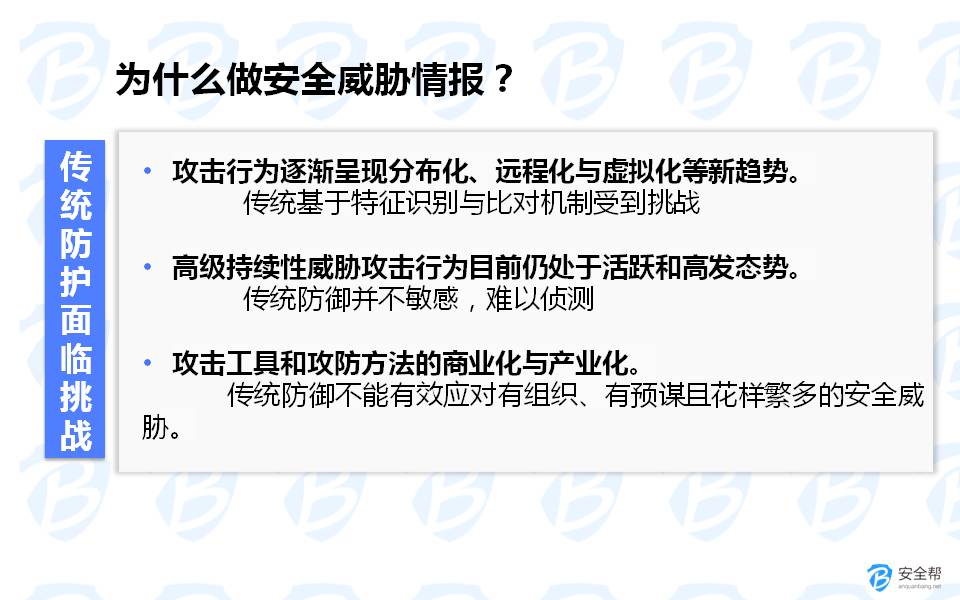 为什么做安全威胁情报？
传统防护面临挑战
• 攻击行为逐渐呈现分布化、远程化与虚拟化等新趋势。
传统基于特征识别与比对机制受到挑战
• 高级持续性威胁攻击行为目前仍处于活跃和高发态势。
传统防御并不敏感，难以侦测
• 攻击工具和攻防方法的商业化与产业化。
传统防御不能有效应对有组织、有预谋且花样繁多的安全威
胁。
安全帮
anquanbang.net